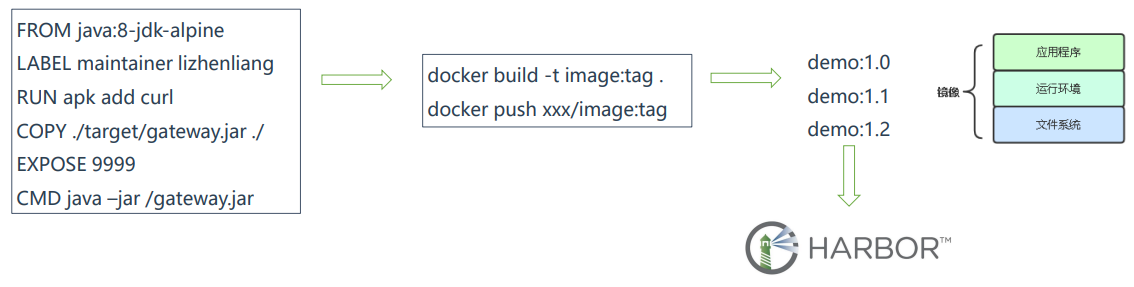 FROM java:8-jdk-alpine
LABEL maintainer lizhenliang
RUN apk add curl
COPY ./target/gateway.jar ./
EXPOSE 9999
CMD java –jar /gateway.jar
docker build -t image:tag .
docker push xxx/image:tag
demo:1.0
demo:1.1
demo:1.2
镜像
应用程序
运行环境
文件系统
HARBOR™